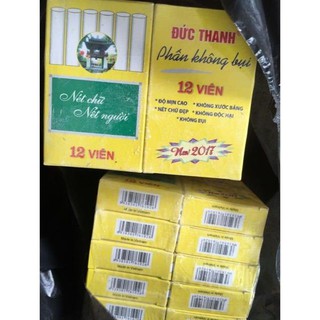 Nét chữ
Nết người
12 VIÊN
ĐỨC THANH
Phấn không bụi
12 VIÊN
• ĐỘ MỊN CAO
• KHÔNG XƯỚC BẢNG
• NÉT CHỮ ĐẸP
• KHÔNG ĐỘC HẠI
• KHÔNG BỤI
New 2017